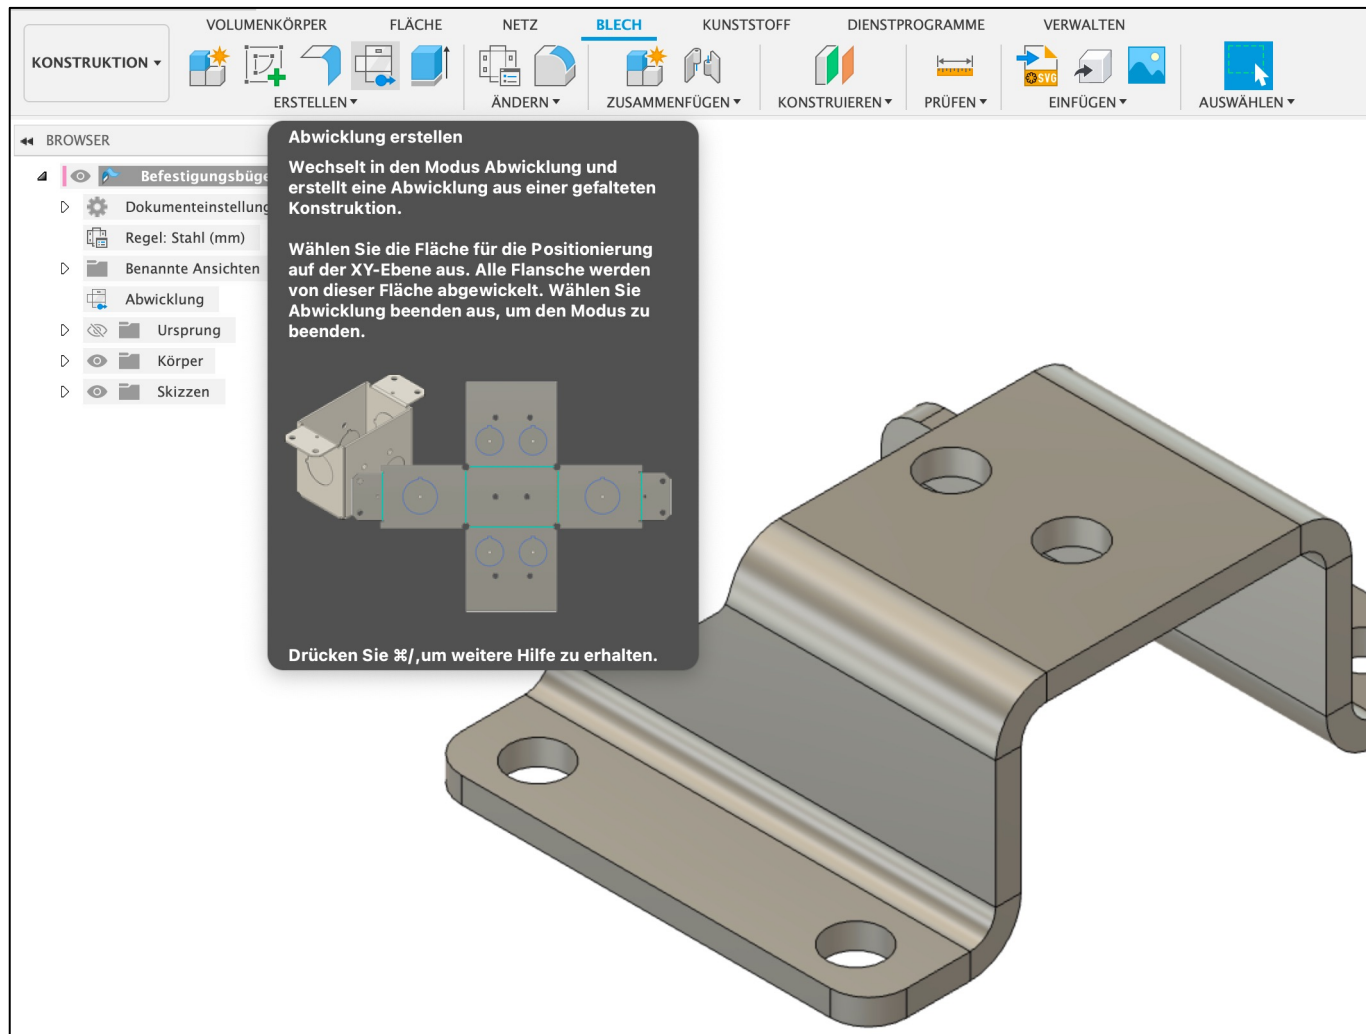 VOLUMENKÖRPER FLÄCHE NETZ BLECH KUNSTSTOFF DIENSTPROGRAMME VERWALTEN
KONSTRUKTION
SVG
ERSTELLEN ÄNDERN ZUSAMMENFÜGEN KONSTRUIEREN PRÜFEN EINFÜGEN AUSWÄHLEN
BROWSER
Befestigungsbüge
Dokumenteinstellung
Regel: Stahl (mm)
Benannte Ansichten
Abwicklung
Ursprung
Körper
Skizzen
Abwicklung erstellen
Wechselt in den Modus Abwicklung und
erstellt eine Abwicklung aus einer gefalteten
Konstruktion.
Wählen Sie die Fläche für die Positionierung
auf der XY-Ebene aus. Alle Flansche werden
von dieser Fläche abgewickelt. Wählen Sie
Abwicklung beenden aus, um den Modus zu
beenden.
Drücken Sie ⌘/,um weitere Hilfe zu erhalten.